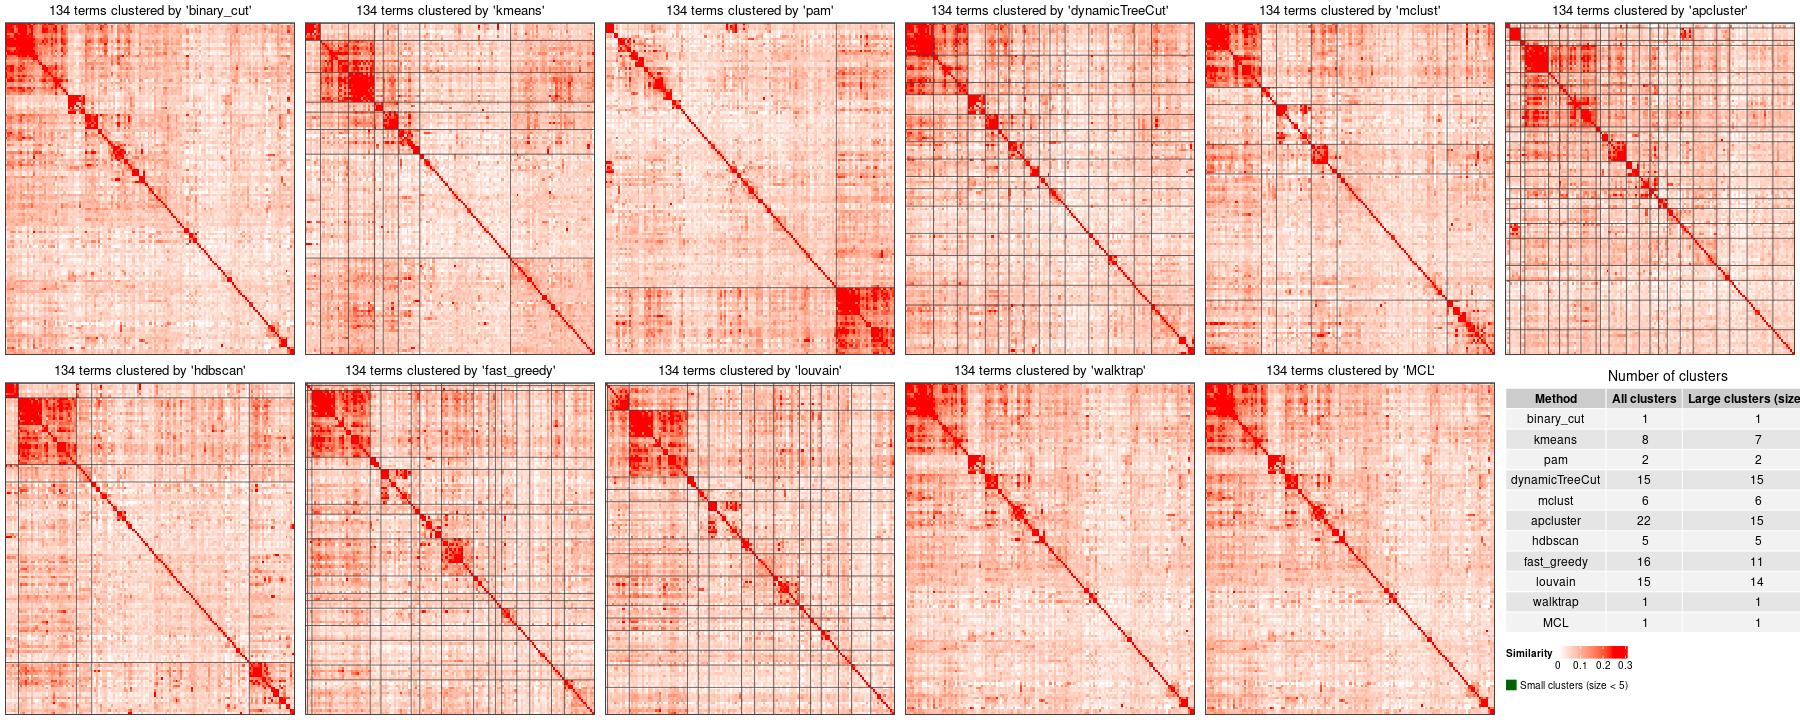 134 terms clustered by 'binary_cut'
134 terms clustered by 'kmeans'
134 terms clustered by 'pam'
134 terms clustered by 'dynamicTreeCut'
134 terms clustered by 'mclust'
134 terms clustered by 'apcluster'
134 terms clustered by 'hdbscan'
134 terms clustered by 'fast_greedy'
134 terms clustered by 'louvain'
134 terms clustered by 'walktrap'
134 terms clustered by 'MCL'
Number of clusters
Method All clusters Large clusters (size
binary_cut 1 1
kmeans 8 7
pam 2 2
dynamicTreeCut 15 15
mclust 6 6
apcluster 22 15
hdbscan 5 5
fast_greedy 16 11
louvain 15 14
walktrap 1 1
MCL 1 1
Similarity
0 0.1 0.2 0.3
Small clusters (size < 5)